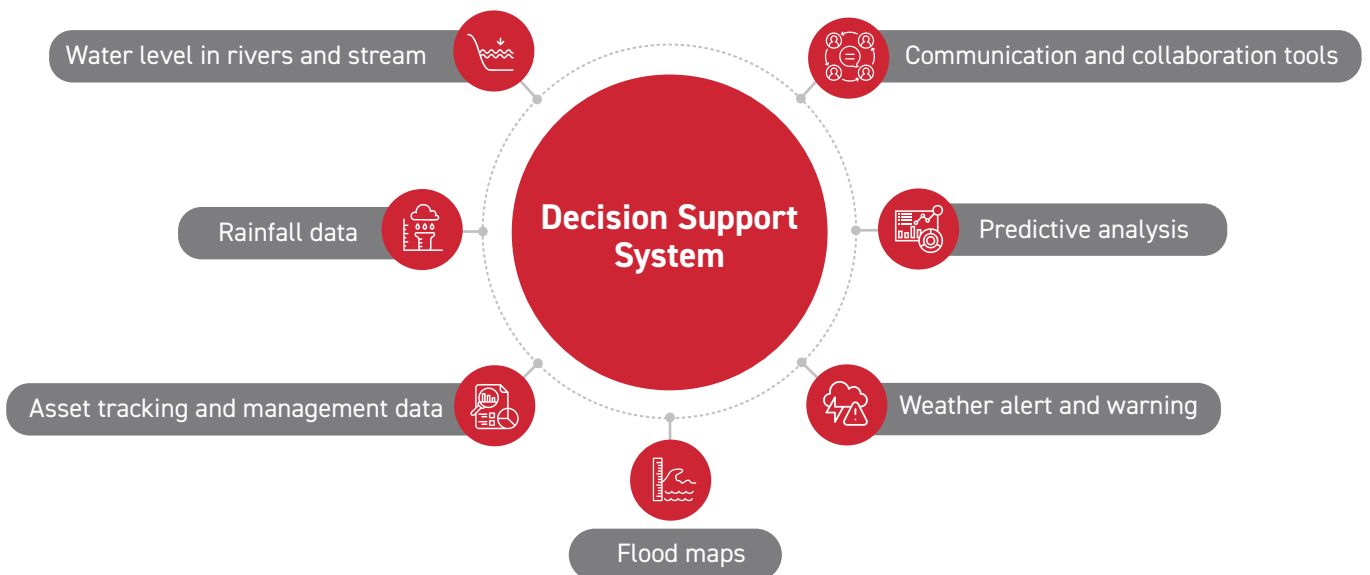 Water level in rivers and stream
Communication and collaboration tools
Decision Support
System
Rainfall data
Predictive analysis
Asset tracking and management data
Weather alert and warning
Flood maps